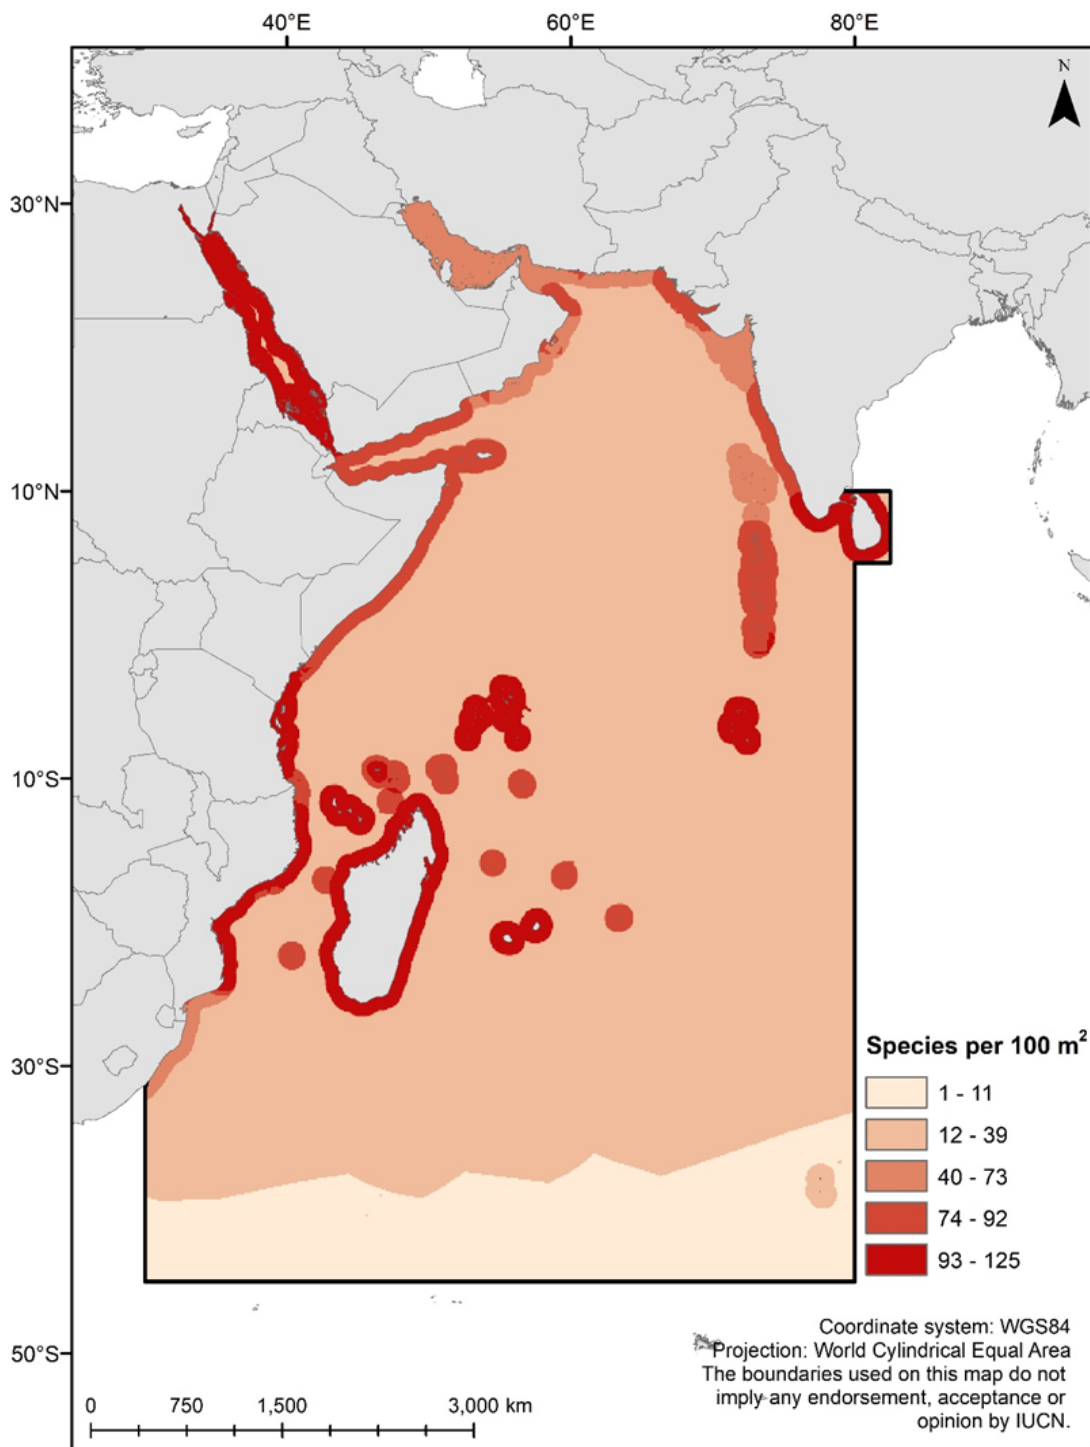 40°E 60°E 80°E
N
30°N
10°N
10°S
30°S
50°S
Species per 100 m²
1 - 11
12 - 39
40 - 73
74 - 92
93 - 125
Coordinate system: WGS84
Projection: World Cylindrical Equal Area
The boundaries used on this map do not
imply any endorsement, acceptance or
opinion by IUCN.
0 750 1,500 3,000 km